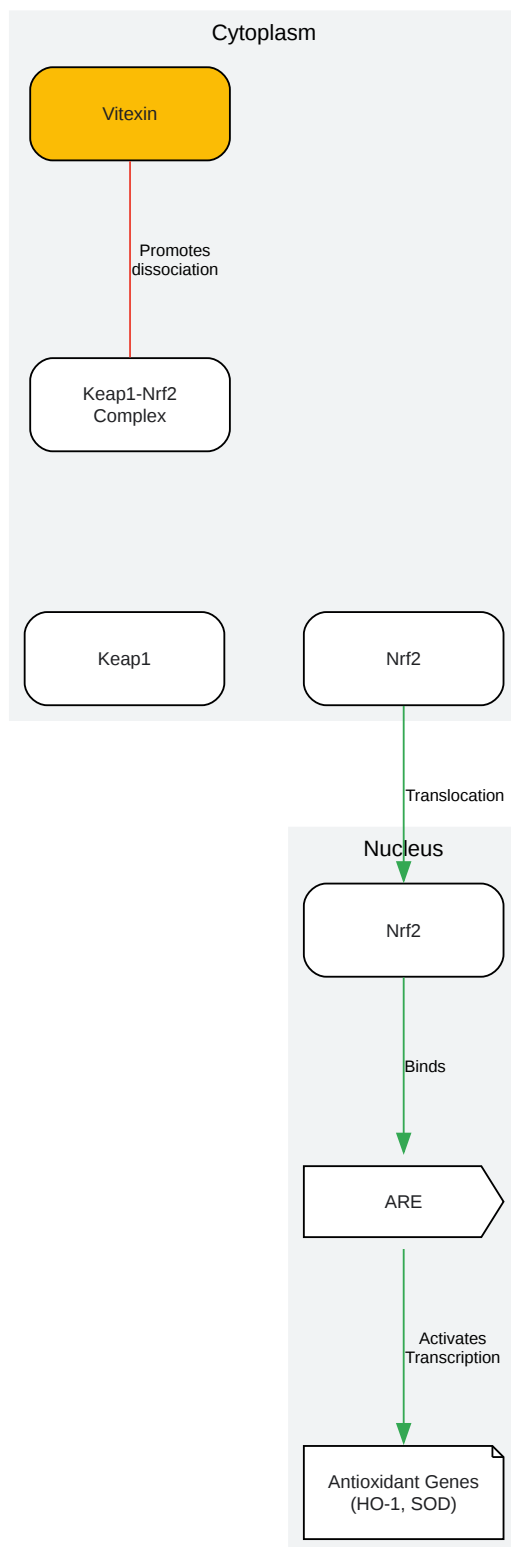 Cytoplasm
Vitexin
Promotes
dissociation
Keap1-Nrf2
Complex
Keap1
Nrf2
Translocation
Nucleus
Nrf2
Binds
ARE
Activates
Transcription
Antioxidant Genes
(HO-1, SOD)